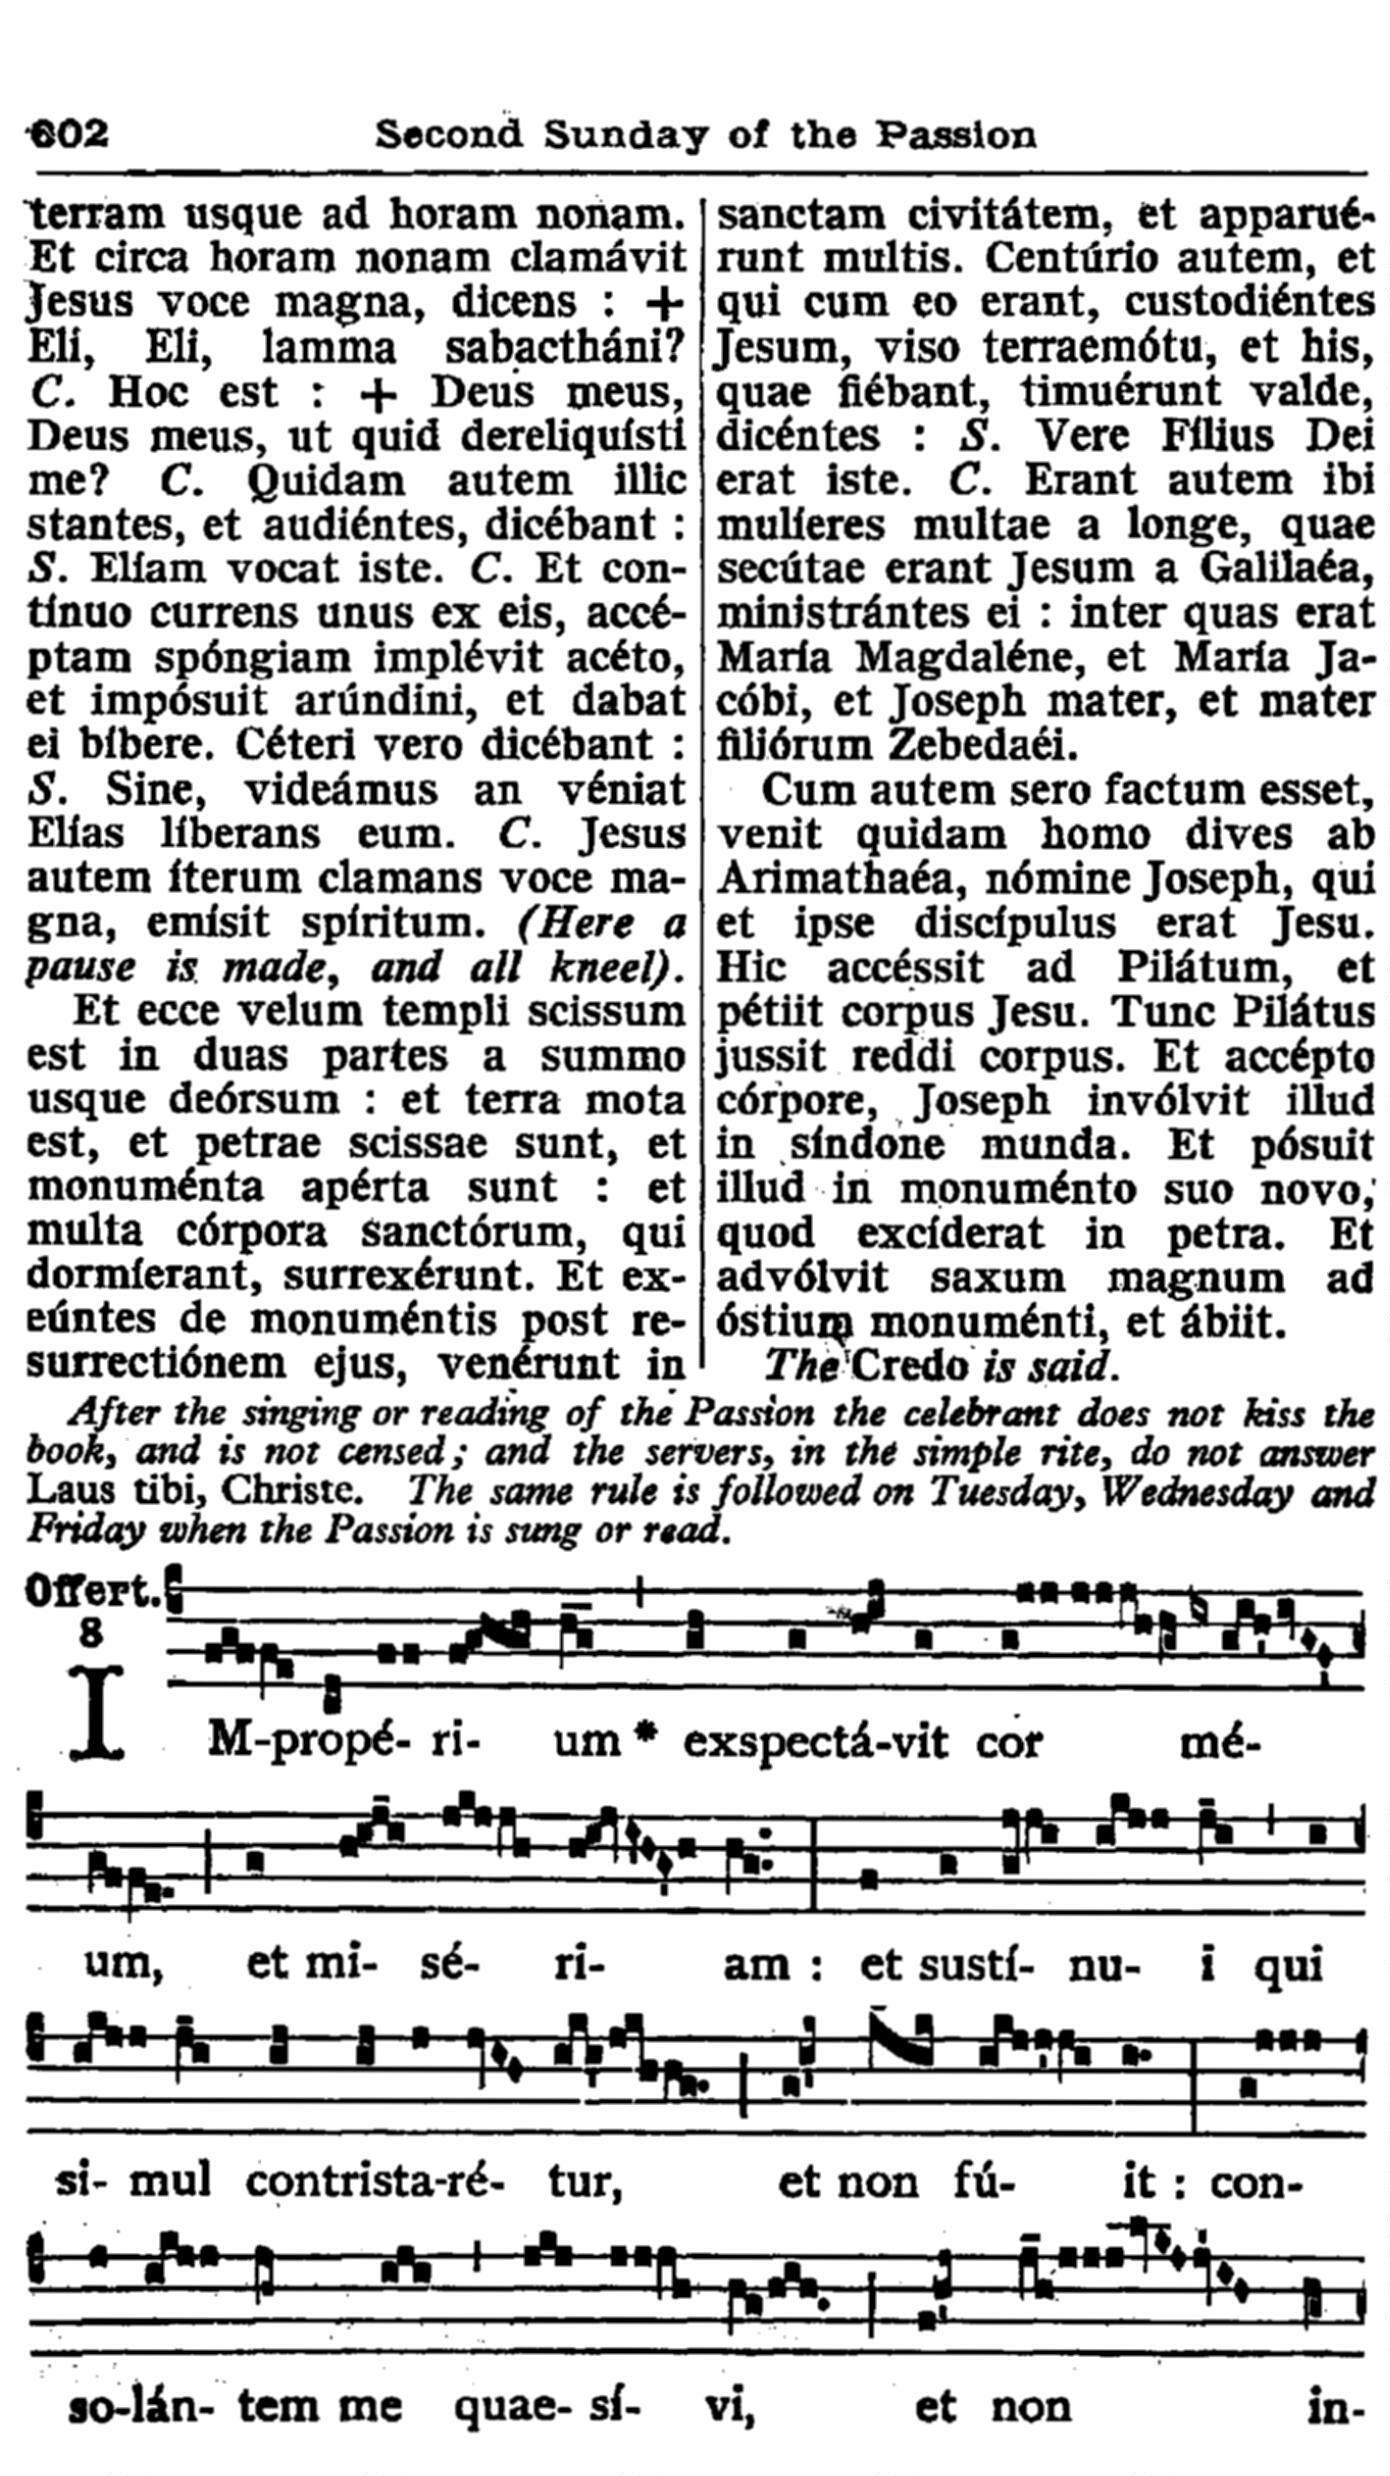 602 Second Sunday of the Passion
terram usque ad horam nonam.
Et circa horam nonam clamávit
Jesus voce magna, dicens : +
Eli, Eli, lamma sabactháni?
C. Hoc est : + Deus meus,
Deus meus, ut quid dereliquísti
me? C. Quidam autem illic
stantes, et audiéntes, dicébant :
S. Elíam vocat iste. C. Et con-
tínuo currens unus ex eis, accé-
ptam spóngiam implévit acéto,
et impósuit arúndini, et dabat
ei bíbere. Céteri vero dicébant :
S. Sine, videámus an véniat
Elías líberans eum. C. Jesus
autem íterum clamans voce ma-
gna, emísit spíritum. (Here a
pause is made, and all kneel).
Et ecce velum templi scissum
est in duas partes a summo
usque deórsum : et terra mota
est, et petrae scissae sunt, et
monuménta apérta sunt : et
multa córpora sanctórum, qui
dormíerant, surrexérunt. Et ex-
eúntes de monuméntis post re-
surrectiónem ejus, venérunt in
sanctam civitátem, et apparué-
runt multis. Centúrio autem, et
qui cum eo erant, custodiéntes
Jesum, viso terraemótu, et his,
quae fiébant, timuérunt valde,
dicéntes : S. Vere Fílius Dei
erat iste. C. Erant autem ibi
mulíeres multae a longe, quae
secútae erant Jesum a Galilaéa,
ministrántes ei : inter quas erat
María Magdaléne, et María Ja-
cóbi, et Joseph mater, et mater
filiórum Zebedaéi.
Cum autem sero factum esset,
venit quidam homo dives ab
Arimathaéa, nómine Joseph, qui
et ipse discípulus erat Jesu.
Hic accéssit ad Pilátum, et
pétiit corpus Jesu. Tunc Pilátus
jussit reddi corpus. Et accépto
córpore, Joseph invólvit illud
in síndone munda. Et pósuit
illud in monuménto suo novo,
quod excíderat in petra. Et
advólvit saxum magnum ad
óstium monuménti, et ábiit.
The Credo is said.
After the singing or reading of the Passion the celebrant does not kiss the
book, and is not censed; and the servers, in the simple rite, do not answer
Laus tibi, Christe. The same rule is followed on Tuesday, Wednesday and
Friday when the Passion is sung or read.
Offert.
8
IM-propé- ri- um * exspectá-vit cor mé-
um, et mi- sé- ri- am : et sustí- nu- i qui
si- mul contrista-ré- tur, et non fú- it : con-
so-lán- tem me quae- sí- vi, et non in-